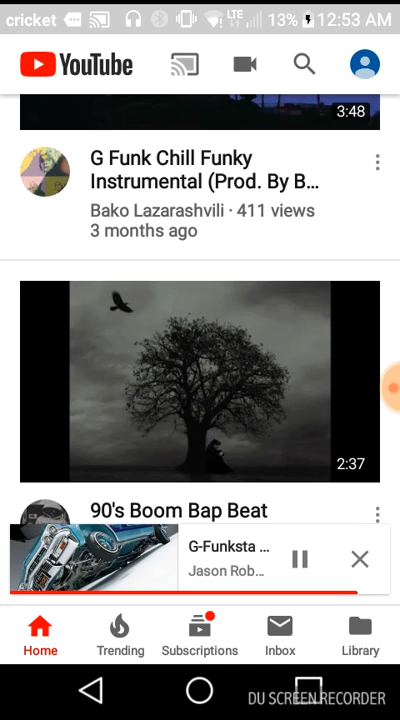 cricket LTE 13% 12:53 AM
YouTube
3:48
G Funk Chill Funky
Instrumental (Prod. By B...
Bako Lazarashvili · 411 views
3 months ago
2:37
90's Boom Bap Beat
G-Funksta ...
Jason Rob...
Home Trending Subscriptions Inbox Library
DU SCREEN RECORDER